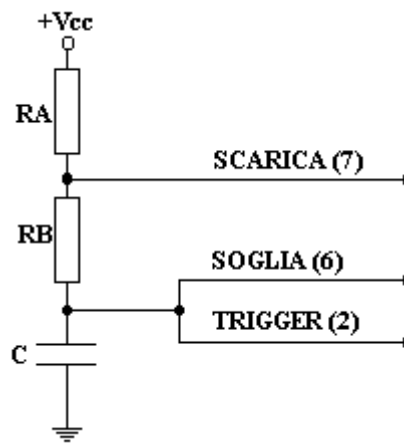 +Vcc
RA
SCARICA (7)
RB
SOGLIA (6)
TRIGGER (2)
C